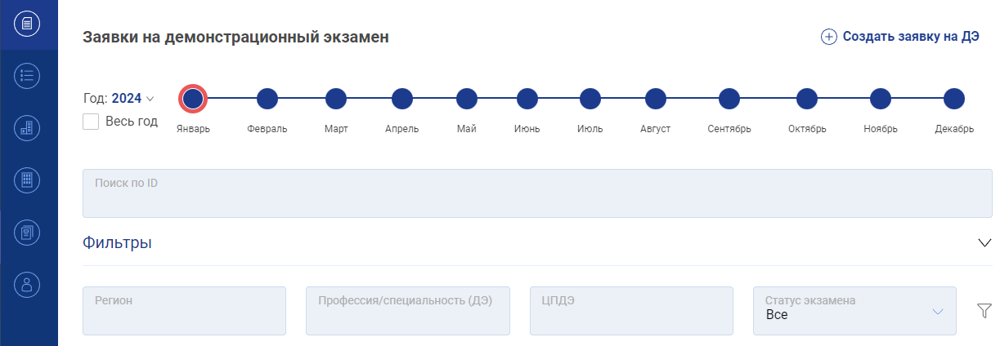 Заявки на демонстрационный экзамен
Создать заявку на ДЭ
Год: 2024
Весь год
Январь Февраль Март Апрель Май Июнь Июль Август Сентябрь Октябрь Ноябрь Декабрь
Поиск по ID
Фильтры
Регион
Профессия/специальность (ДЭ)
ЦПДЭ
Статус экзамена
Все